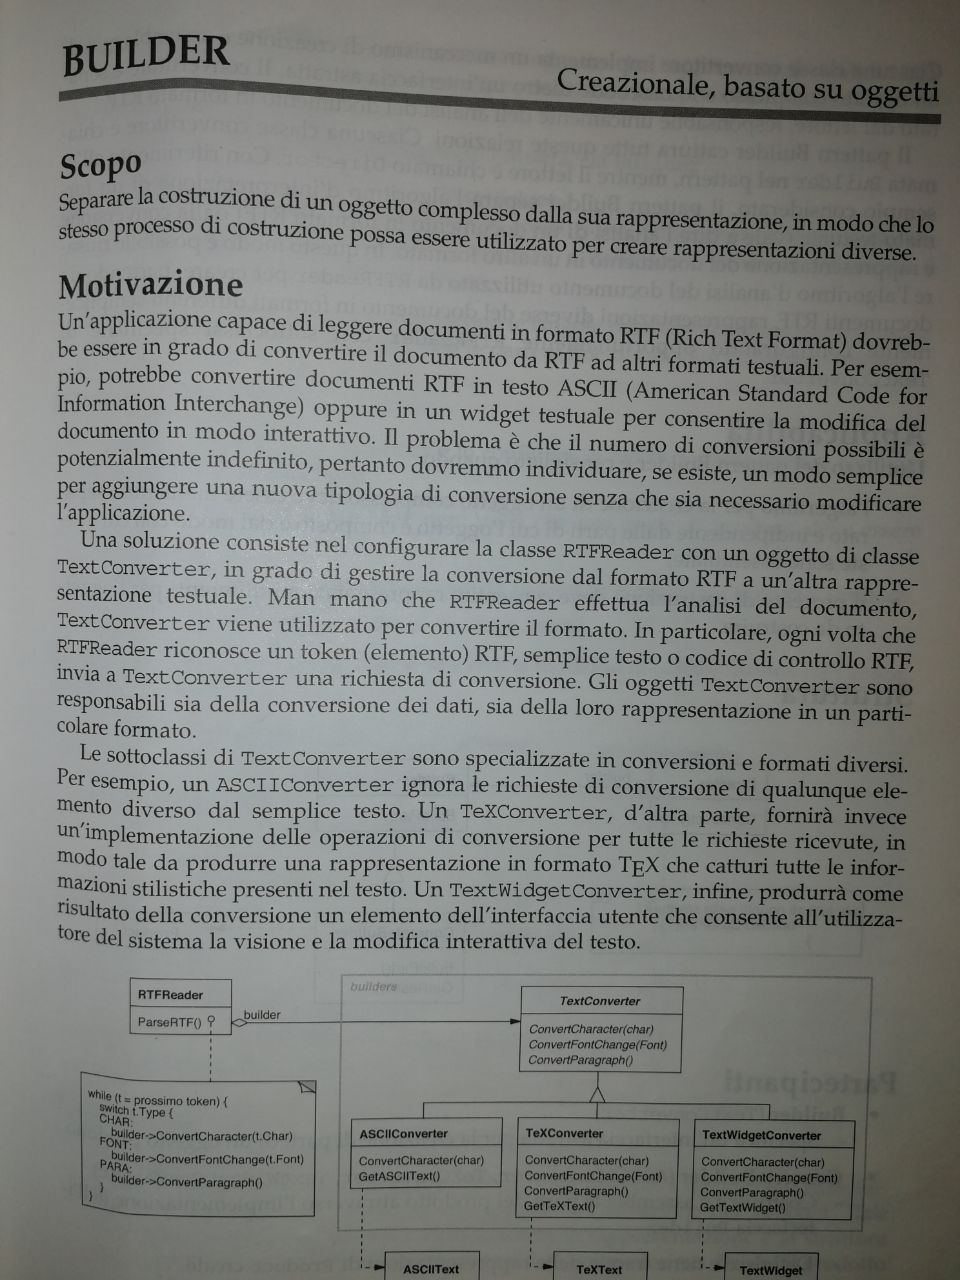 BUILDER
Creazionale, basato su oggetti
Scopo
Separare la costruzione di un oggetto complesso dalla sua rappresentazione, in modo che lo
stesso processo di costruzione possa essere utilizzato per creare rappresentazioni diverse.
Motivazione
Un'applicazione capace di leggere documenti in formato RTF (Rich Text Format) dovreb-
be essere in grado di convertire il documento da RTF ad altri formati testuali. Per esem-
pio, potrebbe convertire documenti RTF in testo ASCII (American Standard Code for
Information Interchange) oppure in un widget testuale per consentire la modifica del
documento in modo interattivo. Il problema è che il numero di conversioni possibili è
potenzialmente indefinito, pertanto dovremmo individuare, se esiste, un modo semplice
per aggiungere una nuova tipologia di conversione senza che sia necessario modificare
l'applicazione.
Una soluzione consiste nel configurare la classe RTFReader con un oggetto di classe
TextConverter, in grado di gestire la conversione dal formato RTF a un'altra rappre-
sentazione testuale. Man mano che RTFReader effettua l'analisi del documento,
TextConverter viene utilizzato per convertire il formato. In particolare, ogni volta che
RTFReader riconosce un token (elemento) RTF, semplice testo o codice di controllo RTF,
invia a TextConverter una richiesta di conversione. Gli oggetti TextConverter sono
responsabili sia della conversione dei dati, sia della loro rappresentazione in un parti-
colare formato.
Le sottoclassi di TextConverter sono specializzate in conversioni e formati diversi.
Per esempio, un ASCIIConverter ignora le richieste di conversione di qualunque ele-
mento diverso dal semplice testo. Un TeXConverter, d'altra parte, fornirà invece
un'implementazione delle operazioni di conversione per tutte le richieste ricevute, in
modo tale da produrre una rappresentazione in formato TEX che catturi tutte le infor-
mazioni stilistiche presenti nel testo. Un TextWidgetConverter, infine, produrrà come
risultato della conversione un elemento dell'interfaccia utente che consente all'utilizza-
tore del sistema la visione e la modifica interattiva del testo.
RTFReader
ParseRTF()
builder
builders
TextConverter
ConvertCharacter(char)
ConvertFontChange(Font)
ConvertParagraph()
while (t = prossimo token) {
switch t.Type {
CHAR:
builder->ConvertCharacter(t.Char)
FONT:
builder->ConvertFontChange(t.Font)
PARA:
builder->ConvertParagraph()
}
}
ASCIIConverter
ConvertCharacter(char)
GetASCIIText()
TeXConverter
ConvertCharacter(char)
ConvertFontChange(Font)
ConvertParagraph()
GetTeXText()
TextWidgetConverter
ConvertCharacter(char)
ConvertFontChange(Font)
ConvertParagraph()
GetTextWidget()
ASCIIText
TeXText
TextWidget